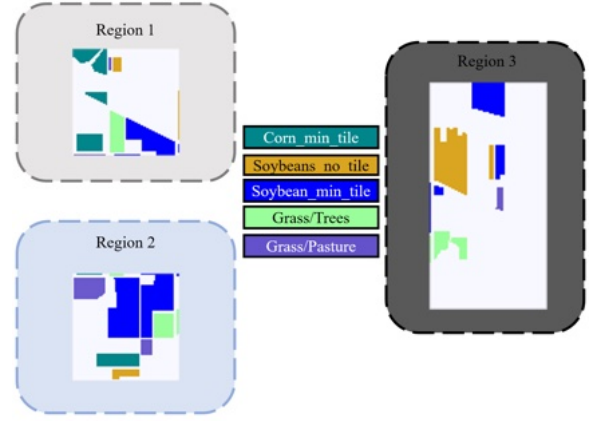 Region 1
Region 3
Corn_min_tile
Soybeans_no_tile
Soybean_min_tile
Grass/Trees
Grass/Pasture
Region 2